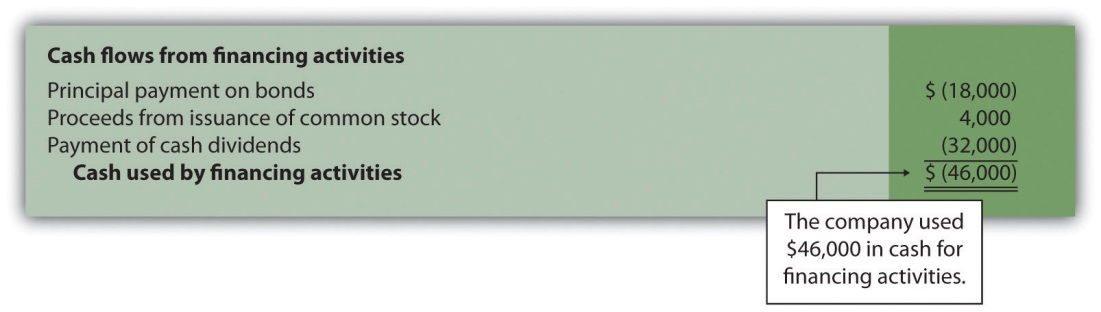 Cash flows from financing activities
Principal payment on bonds $ (18,000)
Proceeds from issuance of common stock 4,000
Payment of cash dividends (32,000)
Cash used by financing activities $ (46,000)
The company used
$46,000 in cash for
financing activities.